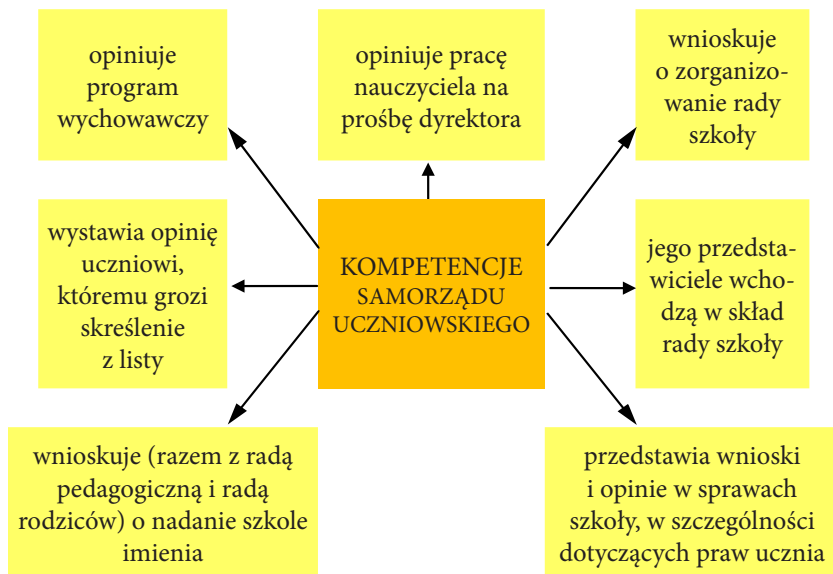 opiniuje
program
wychowawczy
opiniuje pracę
nauczyciela na
prośbę dyrektora
wnioskuje
o zorganizo-
wanie rady
szkoły
wystawia opinię
uczniowi,
któremu grozi
skreślenie
z listy
KOMPETENCJE
SAMORZĄDU
UCZNIOWSKIEGO
jego przedsta-
wiciele wcho-
dzą w skład
rady szkoły
wnioskuje (razem z radą
pedagogiczną i radą
rodziców) o nadanie szkole
imienia
przedstawia wnioski
i opinie w sprawach
szkoły, w szczególności
dotyczących praw ucznia